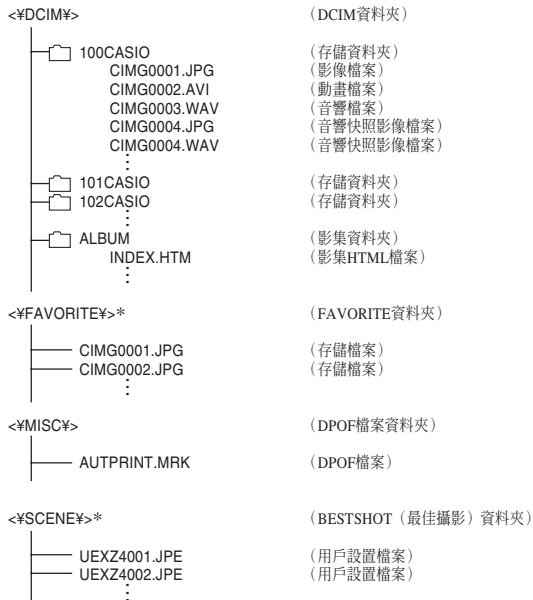 <¥DCIM¥> （DCIM資料夾）
100CASIO （存儲資料夾）
CIMG0001.JPG （影像檔案）
CIMG0002.AVI （動畫檔案）
CIMG0003.WAV （音響檔案）
CIMG0004.JPG （音響快照影像檔案）
CIMG0004.WAV （音響快照影像檔案）
101CASIO （存儲資料夾）
102CASIO （存儲資料夾）
ALBUM （影集資料夾）
INDEX.HTM （影集HTML檔案）
<¥FAVORITE¥>* （FAVORITE資料夾）
CIMG0001.JPG （存儲檔案）
CIMG0002.JPG （存儲檔案）
<¥MISC¥> （DPOF檔案資料夾）
AUTPRINT.MRK （DPOF檔案）
<¥SCENE¥>* （BESTSHOT（最佳攝影）資料夾）
UEXZ4001.JPE （用戶設置檔案）
UEXZ4002.JPE （用戶設置檔案）